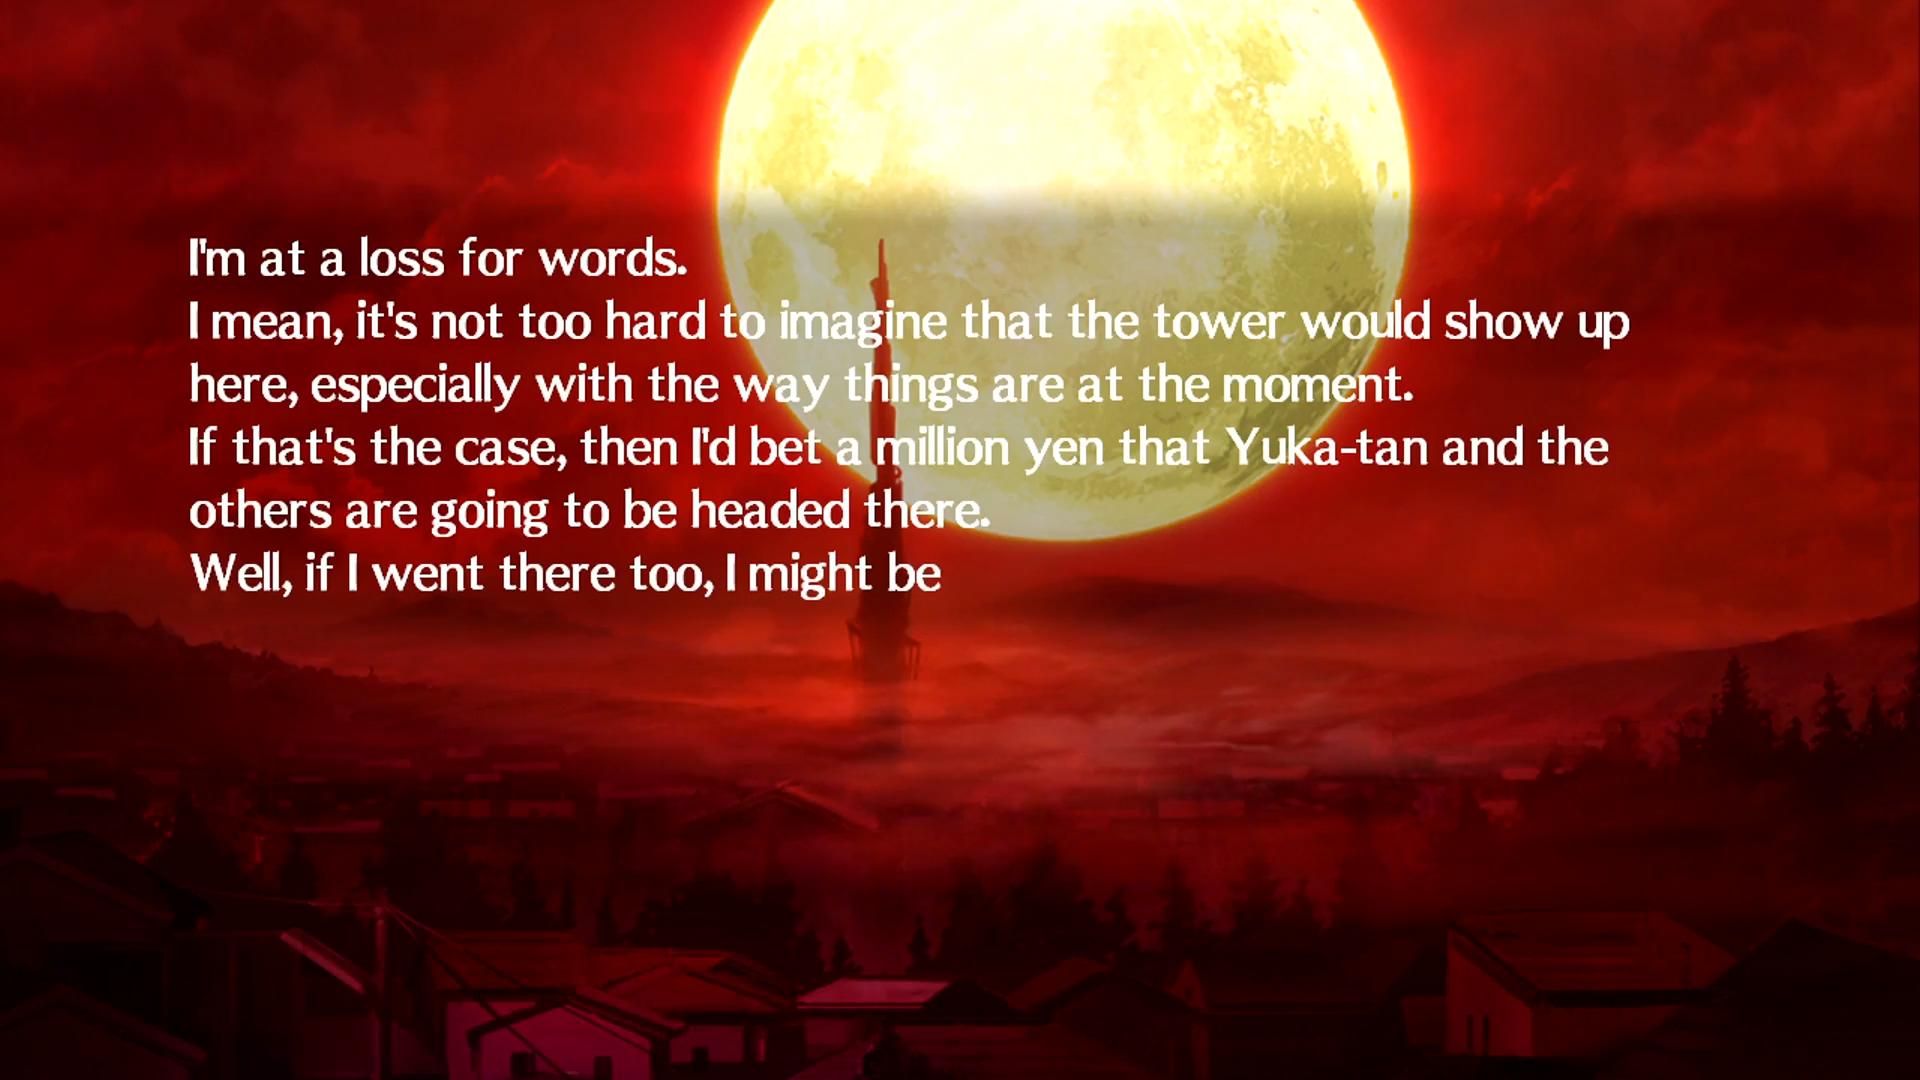 I'm at a loss for words.
I mean, it's not too hard to imagine that the tower would show up
here, especially with the way things are at the moment.
If that's the case, then I'd bet a million yen that Yuka-tan and the
others are going to be headed there.
Well, if I went there too, I might be